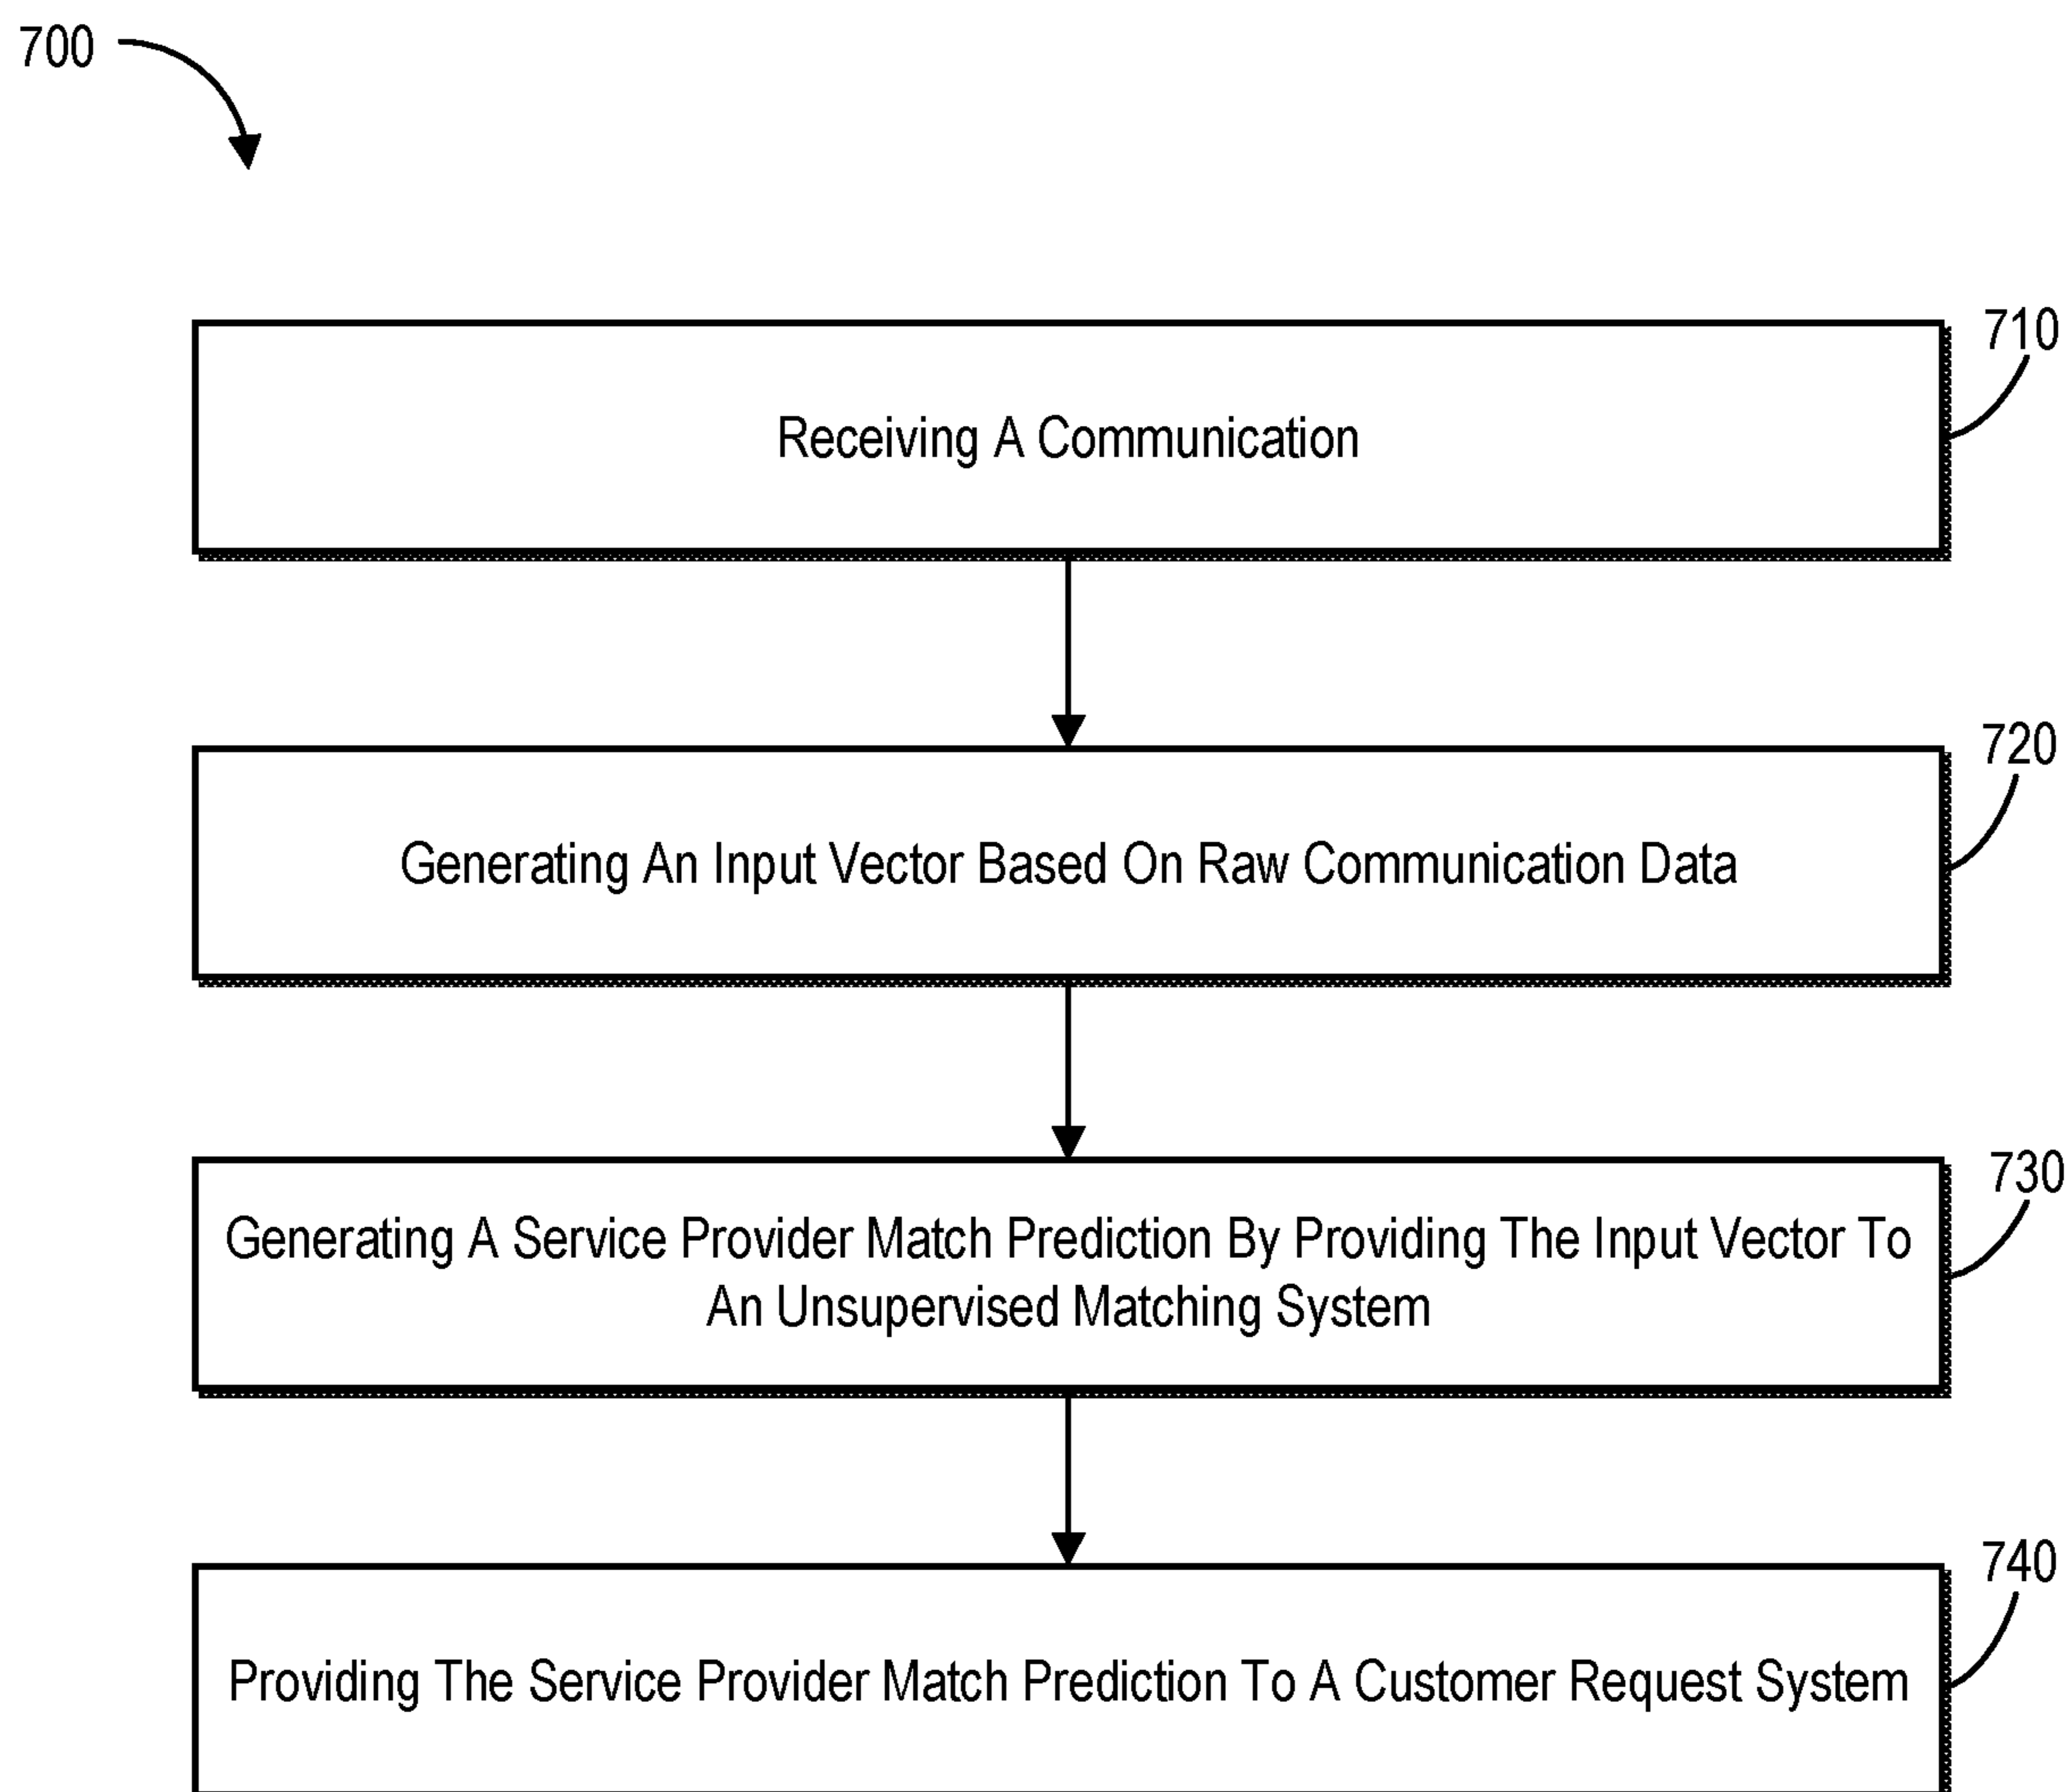 700
710
Receiving A Communication
720
Generating An Input Vector Based On Raw Communication Data
730
Generating A Service Provider Match Prediction By Providing The Input Vector To
An Unsupervised Matching System
740
Providing The Service Provider Match Prediction To A Customer Request System